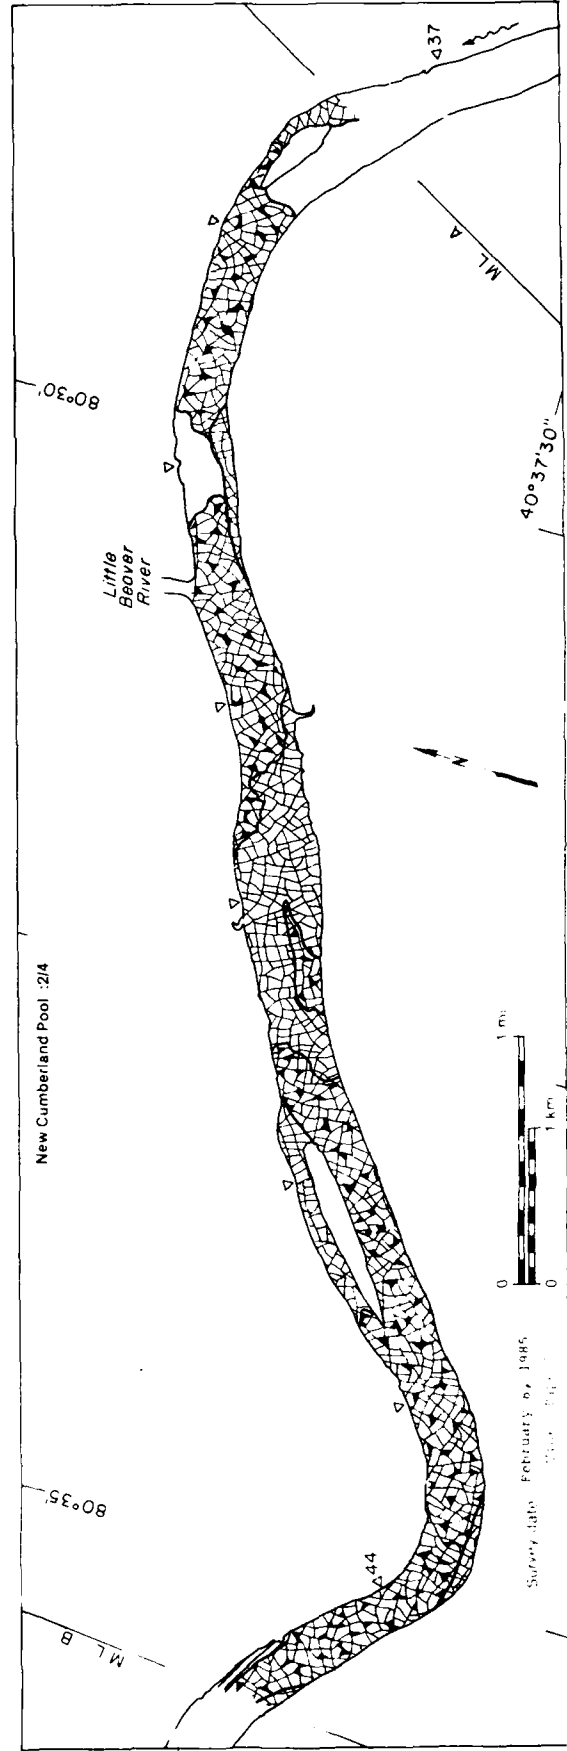 New Cumberland Pool :2/4
ML B
80°35'
80°30'
Little
Beaver
River
ML A
37
44
40°37'30"
N
0
1 mi
0
1 km
Survey date February 6, 1985